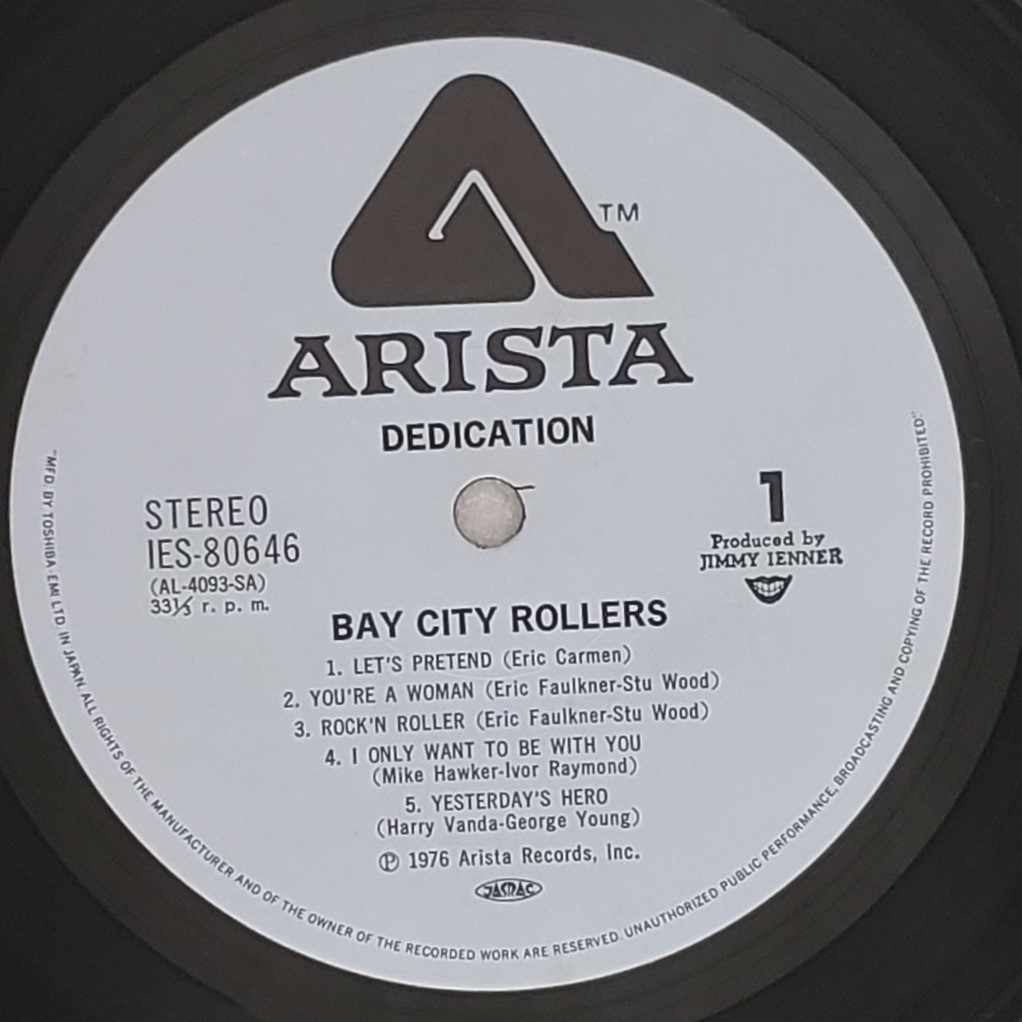 TM
ARISTA
DEDICATION
STEREO
IES-80646
(AL-4093-SA)
33⅓ r. p. m.
1
Produced by
JIMMY IENNER
BAY CITY ROLLERS
1. LET'S PRETEND (Eric Carmen)
2. YOU'RE A WOMAN (Eric Faulkner-Stu Wood)
3. ROCK'N ROLLER (Eric Faulkner-Stu Wood)
4. I ONLY WANT TO BE WITH YOU
(Mike Hawker-Ivor Raymond)
5. YESTERDAY'S HERO
(Harry Vanda-George Young)
℗ 1976 Arista Records, Inc.
JASRAC
"MFD. BY TOSHIBA EMI LTD. IN JAPAN. ALL RIGHTS OF THE MANUFACTURER AND OF THE OWNER OF THE RECORDED WORK ARE RESERVED. UNAUTHORIZED PUBLIC PERFORMANCE, BROADCASTING AND COPYING OF THE RECORD PROHIBITED."